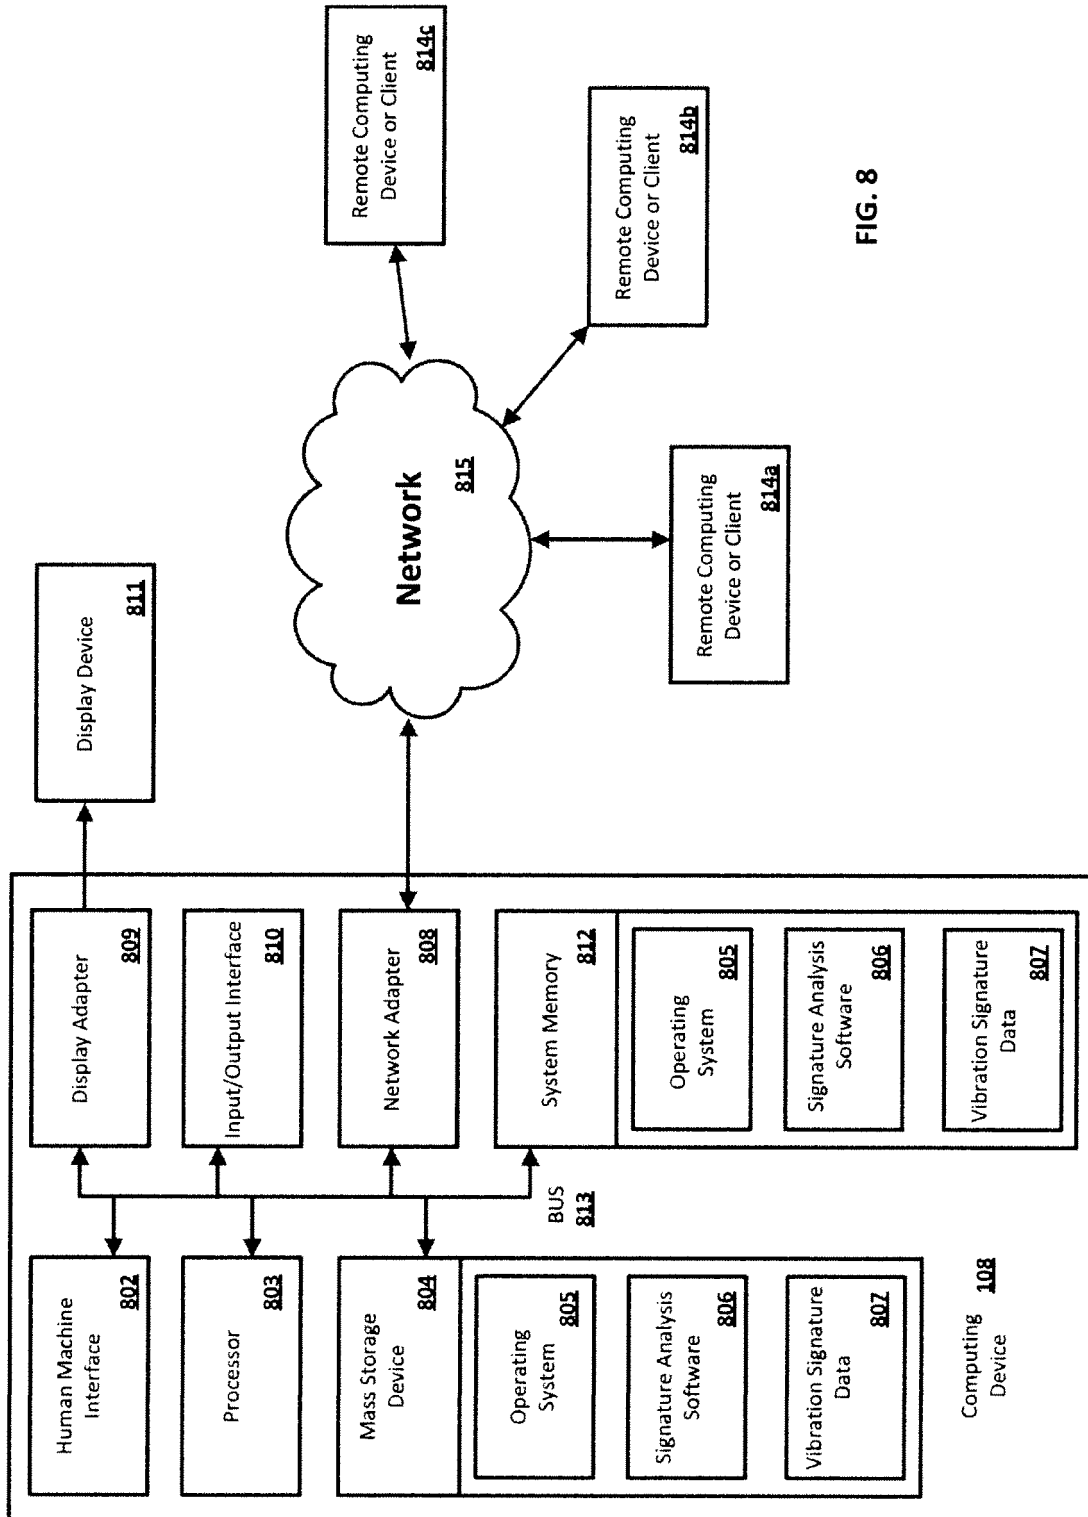 Human Machine
Interface
802
Processor
803
Mass Storage
Device
804
Operating
System
805
Signature Analysis
Software
806
Vibration Signature
Data
807
Computing
Device
108
BUS
813
Display Adapter
809
Input/Output Interface
810
Network Adapter
808
System Memory
812
Operating
System
805
Signature Analysis
Software
806
Vibration Signature
Data
807
Display Device
811
Network
815
Remote Computing
Device or Client
814a
Remote Computing
Device or Client
814b
Remote Computing
Device or Client
814c
FIG. 8